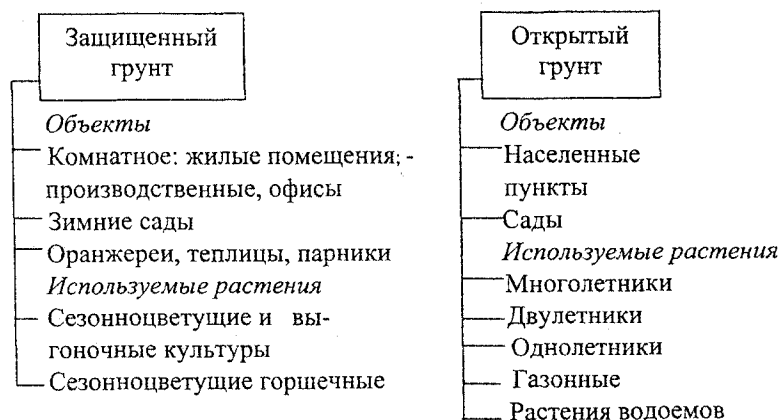 Защищенный
грунт
Объекты
Комнатное: жилые помещения; -
производственные, офисы
Зимние сады
Оранжереи, теплицы, парники
Используемые растения
Сезонноцветущие и вы-
гоночные культуры
Сезонноцветущие горшечные
Открытый
грунт
Объекты
Населенные
пункты
Сады
Используемые растения
Многолетники
Двулетники
Однолетники
Газонные
Растения водоемов